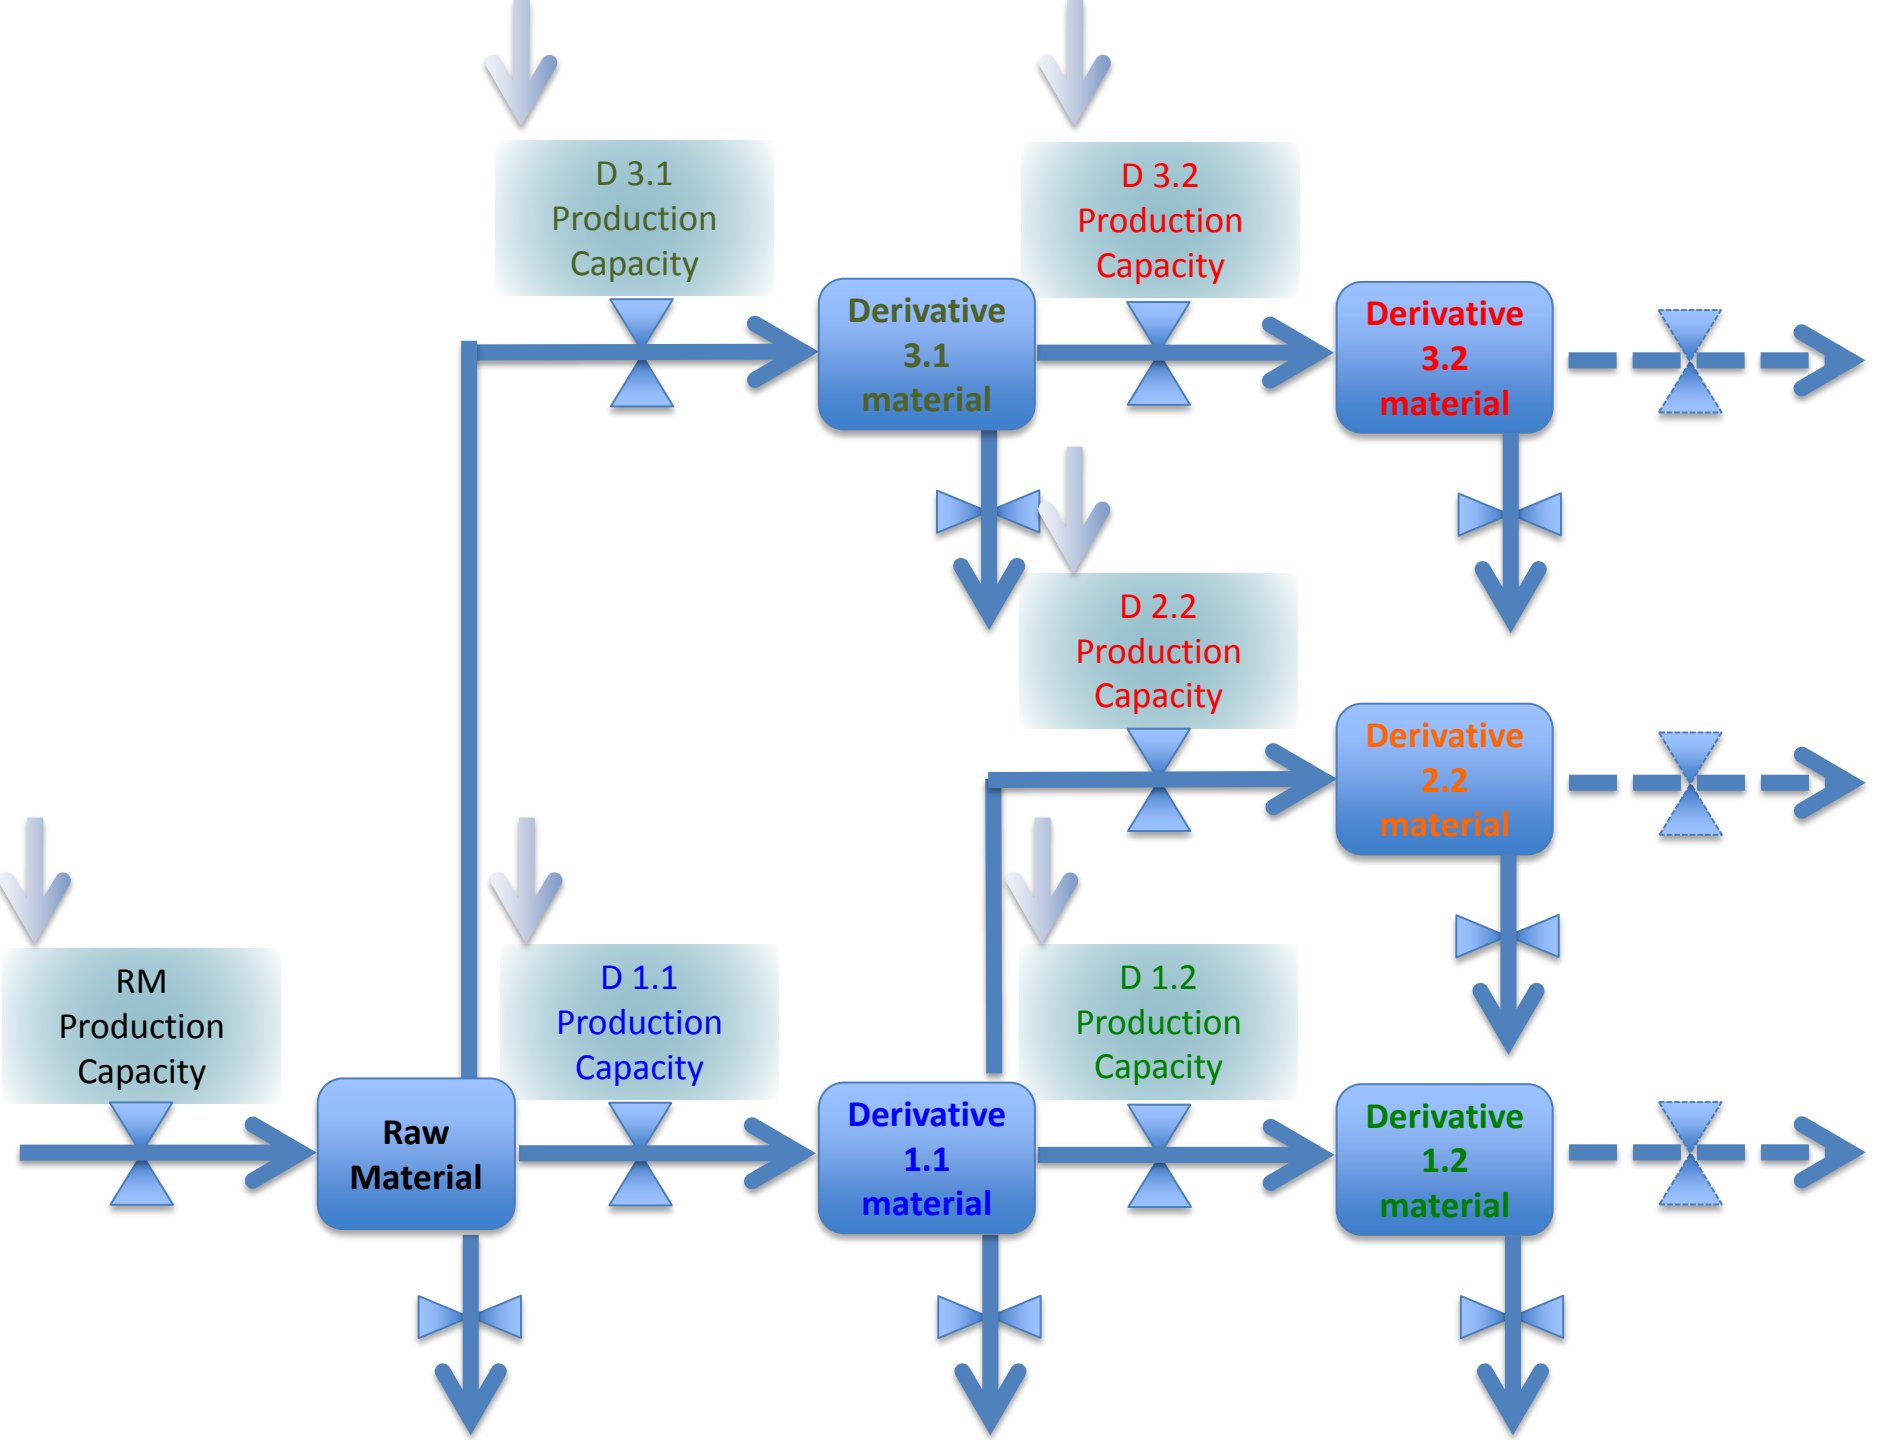 D 3.1
Production
Capacity
D 3.2
Production
Capacity
Derivative
3.1
material
Derivative
3.2
material
D 2.2
Production
Capacity
Derivative
2.2
material
RM
Production
Capacity
D 1.1
Production
Capacity
D 1.2
Production
Capacity
Raw
Material
Derivative
1.1
material
Derivative
1.2
material